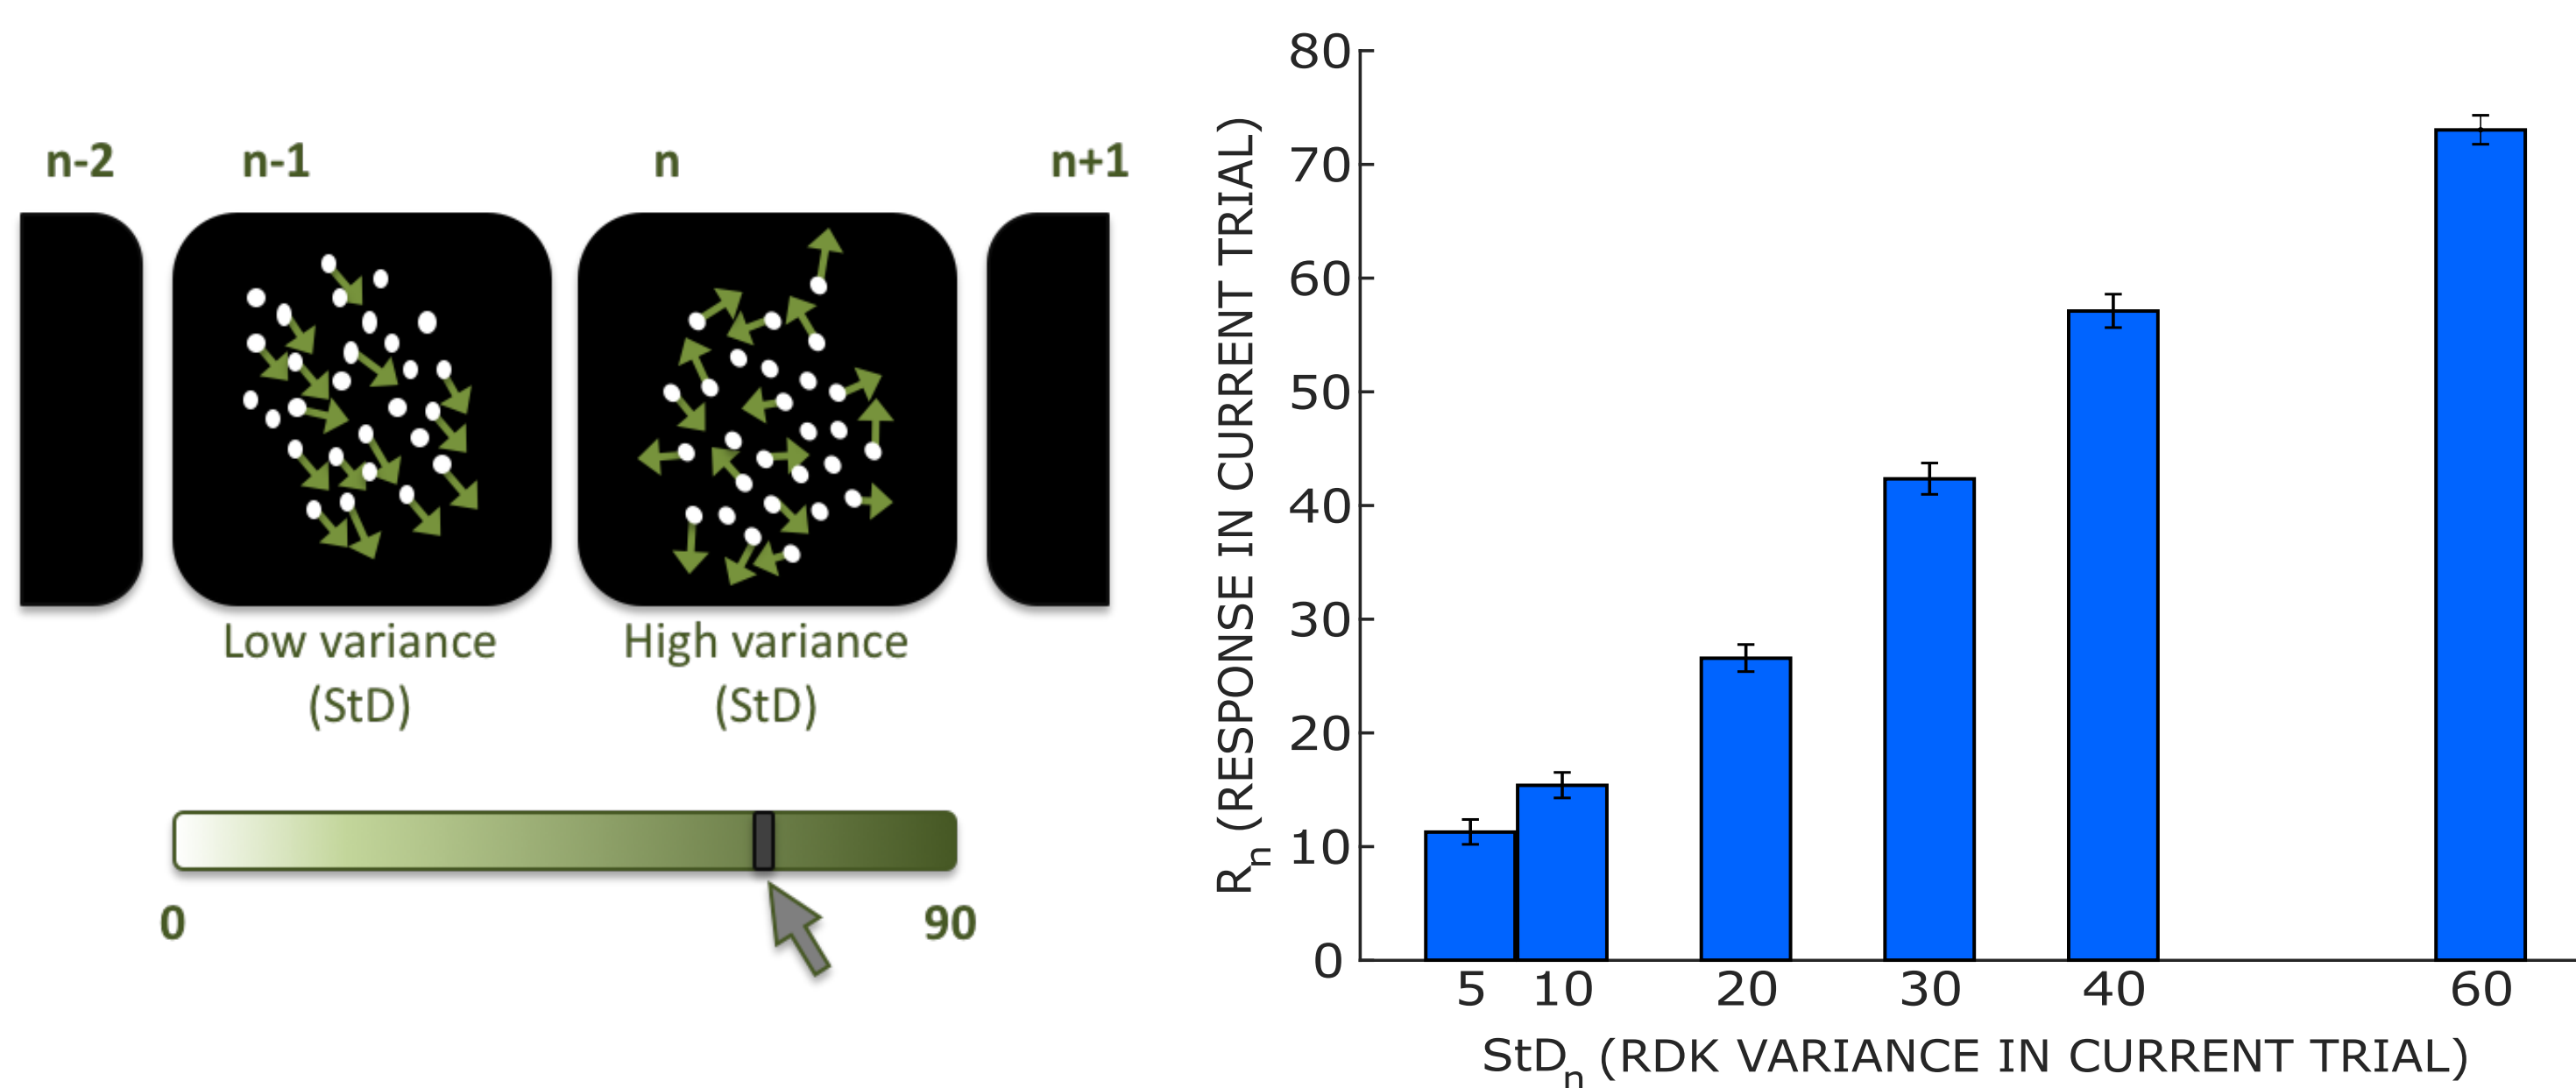 n-2
n-1
n
n+1
Low variance
(StD)
High variance
(StD)
0
90
80
70
60
50
40
30
20
10
0
Rn (RESPONSE IN CURRENT TRIAL)
5
10
20
30
40
60
StDn (RDK VARIANCE IN CURRENT TRIAL)